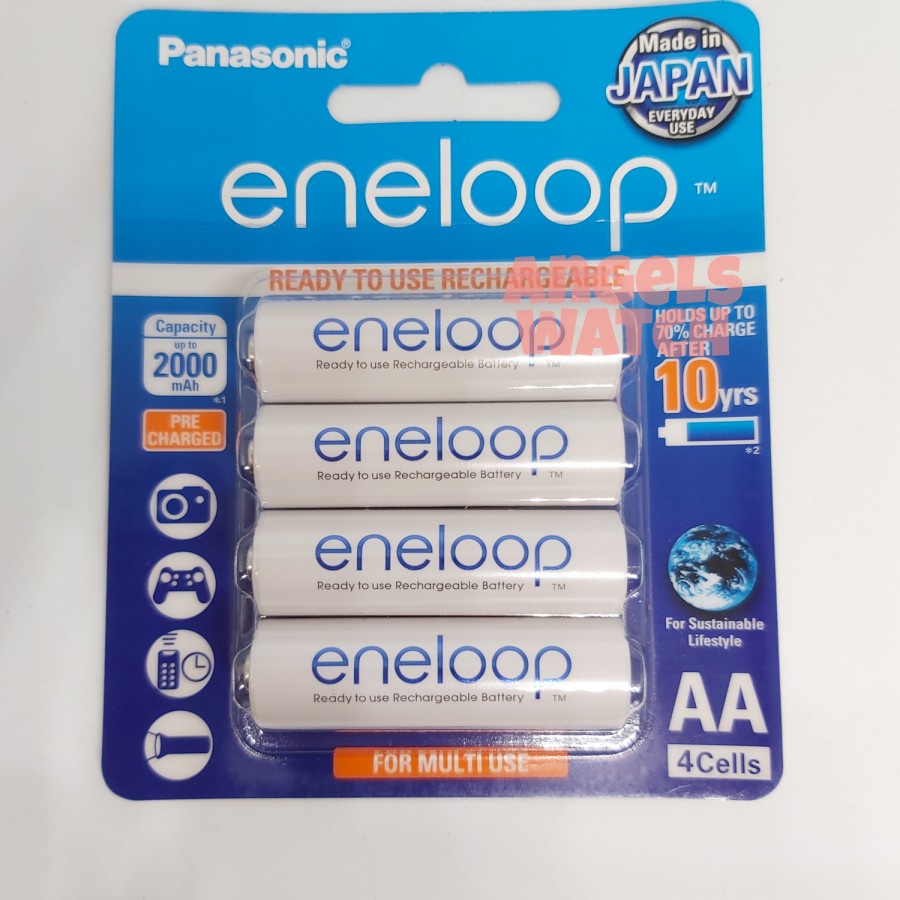 Panasonic®
Made in
JAPAN
EVERYDAY
USE
eneloop™
READY TO USE RECHARGEABLE
ANGELS
WATCH
Capacity
up to
2000
mAh
*1
PRE
CHARGED
HOLDS UP TO
70% CHARGE
AFTER
10yrs
*2
eneloop
Ready to use Rechargeable Battery ™
eneloop
Ready to use Rechargeable Battery ™
eneloop
Ready to use Rechargeable Battery ™
eneloop
Ready to use Rechargeable Battery ™
For Sustainable
Lifestyle
AA
4Cells
FOR MULTI USE